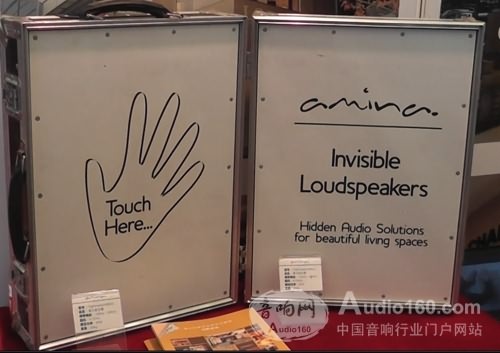 Touch
Here...
amina.
Invisible
Loudspeakers
Hidden Audio Solutions
for beautiful living spaces
音响网
Audio160
Audio160.com
中国音响行业门户网站